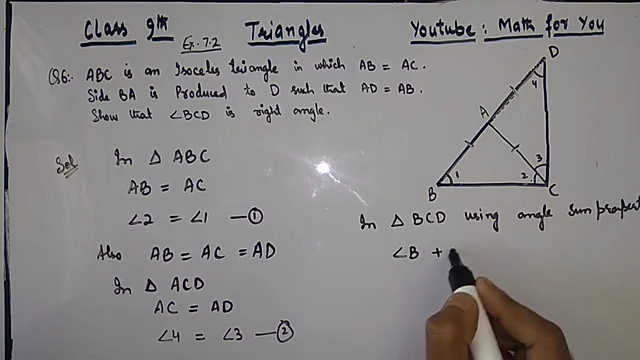 Class 9th Triangles Youtube: Math for You
Ex. 7.2
Q6: ABC is an Isoceles triangle in which AB = AC.
Side BA is Produced to D such that AD = AB.
Show that ∠BCD is right angle.
Sol
In △ ABC
AB = AC
∠2 = ∠1 — ①
Also AB = AC = AD
In △ ACD
AC = AD
∠4 = ∠3 — ②
D
4
A
3
1
2
B
C
In △ BCD using angle sum propert
∠B +